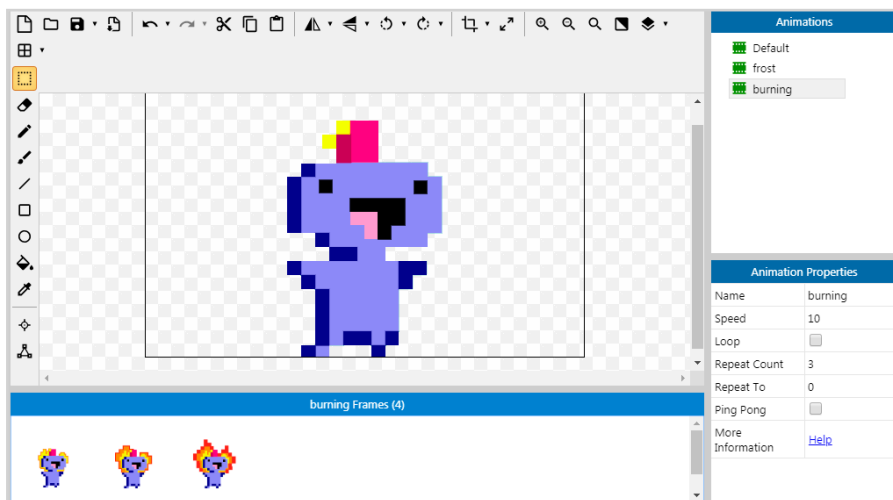 Animations
Default
frost
burning
Animation Properties
Name burning
Speed 10
Loop
Repeat Count 3
Repeat To 0
Ping Pong
More
Information Help
burning Frames (4)